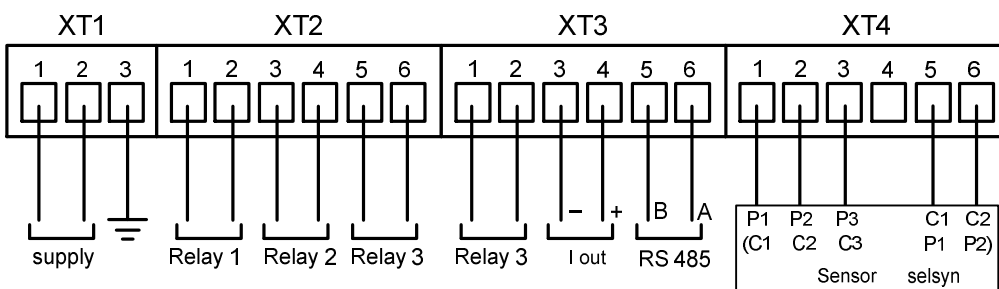 XT1 XT2 XT3 XT4
1 2 3 1 2 3 4 5 6 1 2 3 4 5 6 1 2 3 4 5 6
− + B A P1 P2 P3 C1 C2
(C1 C2 C3 P1 P2)
supply Relay 1 Relay 2 Relay 3 Relay 3 I out RS 485
Sensor selsyn